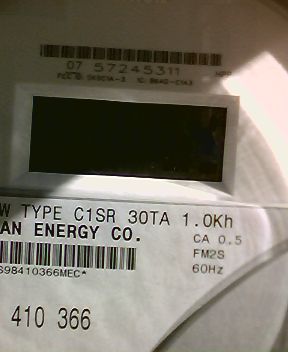 07 57245311
W TYPE C1SR 30TA 1.0Kh
AN ENERGY CO.
CA 0.5
FM2S
60Hz
S98410366MEC*
410 366